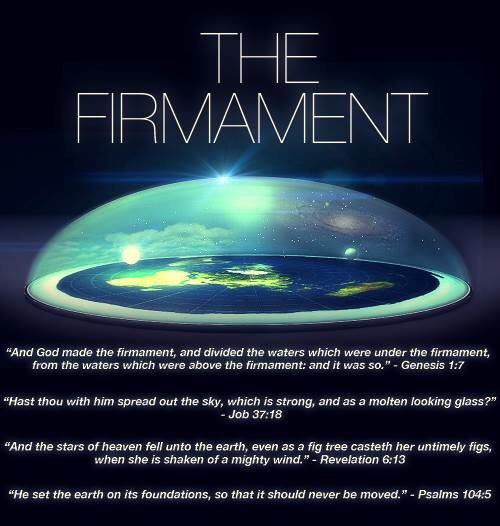 THE
FIRMAMENT
“And God made the firmament, and divided the waters which were under the firmament,
from the waters which were above the firmament: and it was so.” - Genesis 1:7
“Hast thou with him spread out the sky, which is strong, and as a molten looking glass?”
- Job 37:18
“And the stars of heaven fell unto the earth, even as a fig tree casteth her untimely figs,
when she is shaken of a mighty wind.” - Revelation 6:13
“He set the earth on its foundations, so that it should never be moved.” - Psalms 104:5